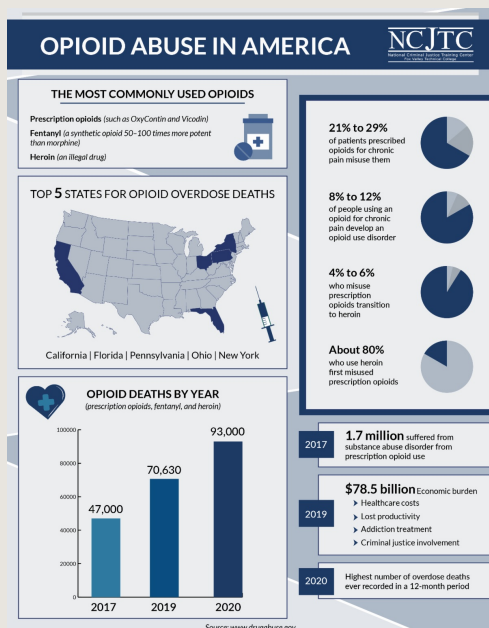 OPIOID ABUSE IN AMERICA
NCJTC
National Criminal Justice Training Center
Fox Valley Technical College
THE MOST COMMONLY USED OPIOIDS
Prescription opioids (such as OxyContin and Vicodin)
Fentanyl (a synthetic opioid 50–100 times more potent
than morphine)
Heroin (an illegal drug)
TOP 5 STATES FOR OPIOID OVERDOSE DEATHS
California | Florida | Pennsylvania | Ohio | New York
OPIOID DEATHS BY YEAR
(prescription opioids, fentanyl, and heroin)
100000
80000
60000
40000
20000
0
47,000
70,630
93,000
2017
2019
2020
21% to 29%
of patients prescribed
opioids for chronic
pain misuse them
8% to 12%
of people using an
opioid for chronic
pain develop an
opioid use disorder
4% to 6%
who misuse
prescription
opioids transition
to heroin
About 80%
who use heroin
first misused
prescription opioids
2017
1.7 million suffered from
substance abuse disorder from
prescription opioid use
2019
$78.5 billion Economic burden
Healthcare costs
Lost productivity
Addiction treatment
Criminal justice involvement
2020
Highest number of overdose deaths
ever recorded in a 12-month period
Source: www.drugabuse.gov